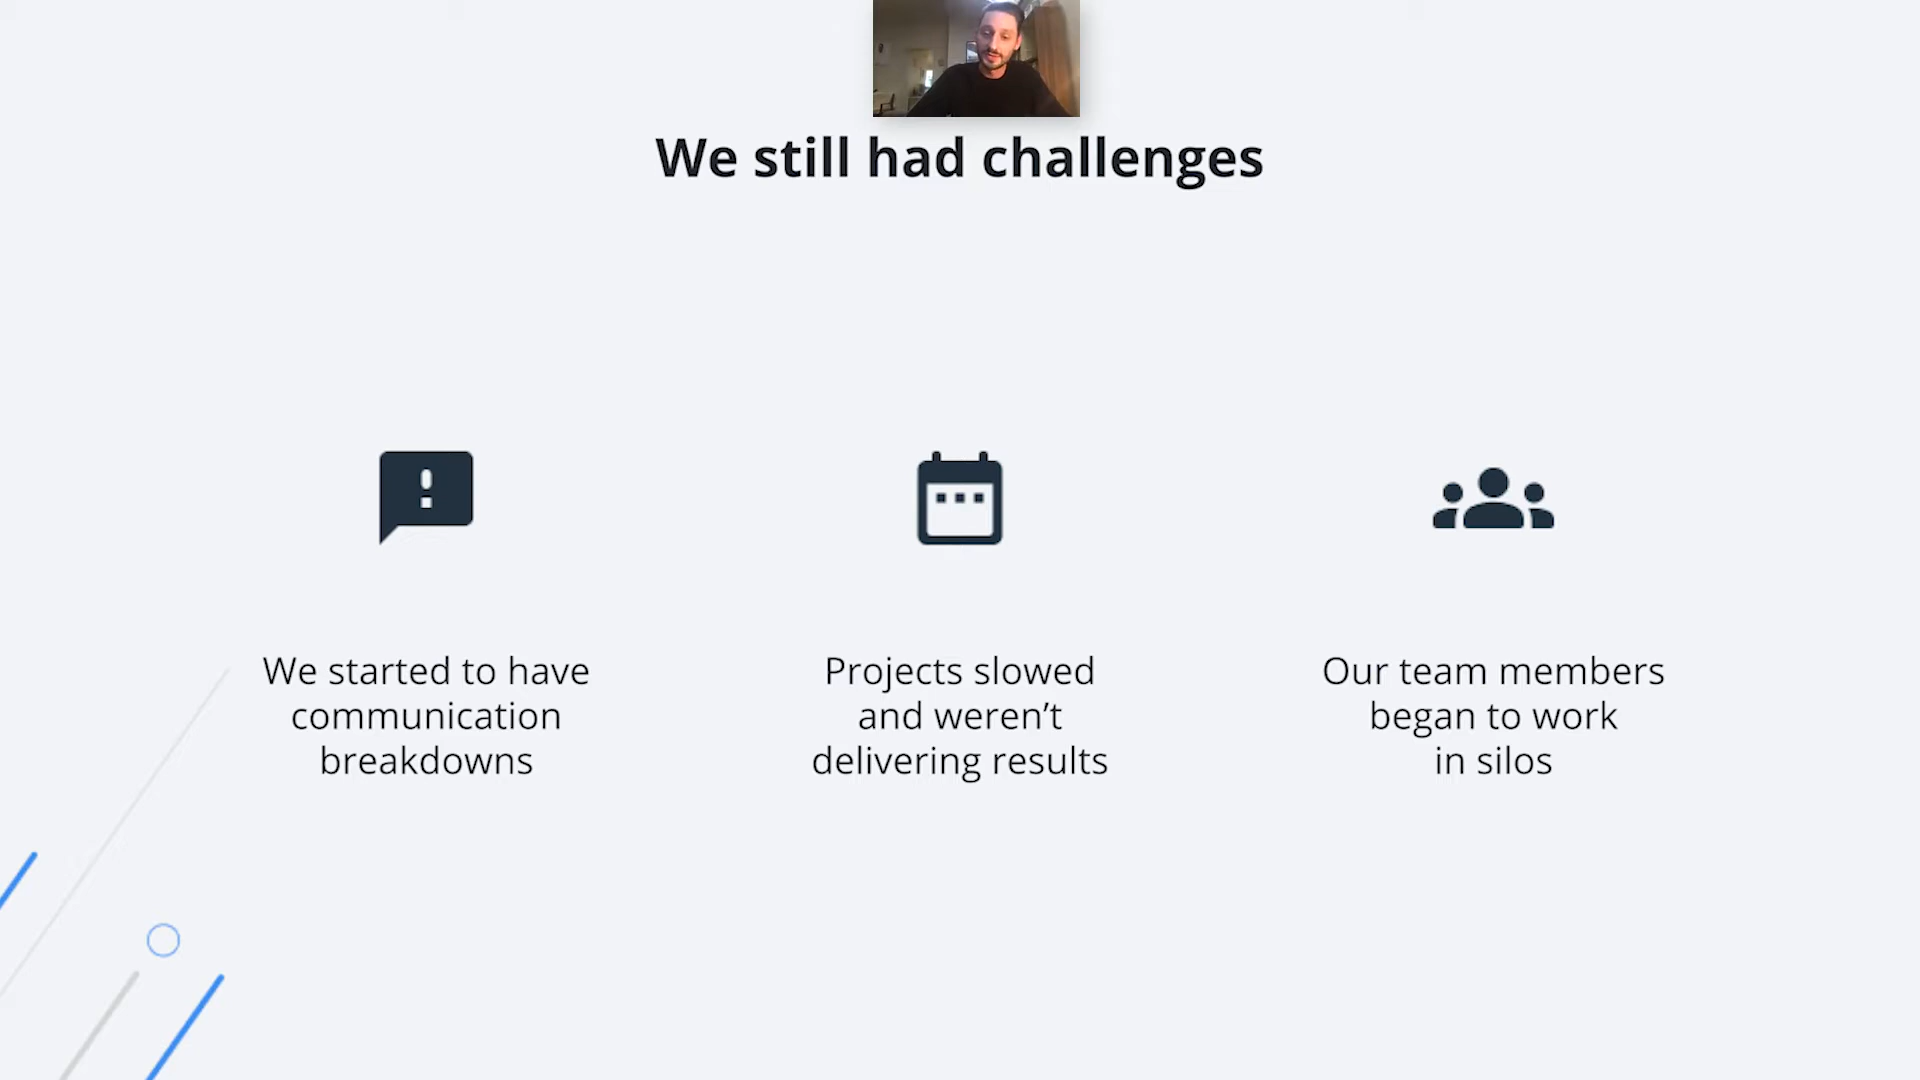 We still had challenges
We started to have
communication
breakdowns
Projects slowed
and weren’t
delivering results
Our team members
began to work
in silos